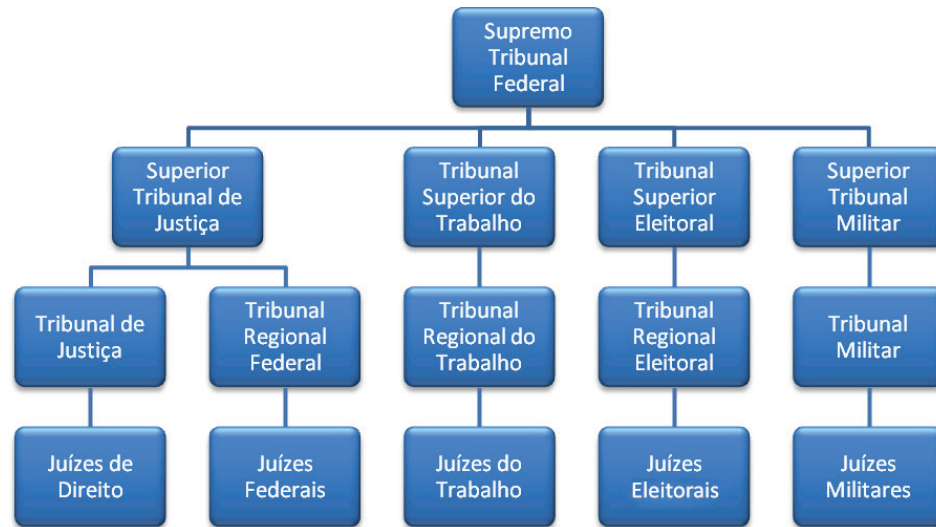 Supremo
Tribunal
Federal
Superior
Tribunal de
Justiça
Tribunal
Superior do
Trabalho
Tribunal
Superior
Eleitoral
Superior
Tribunal
Militar
Tribunal de
Justiça
Tribunal
Regional
Federal
Tribunal
Regional do
Trabalho
Tribunal
Regional
Eleitoral
Tribunal
Militar
Juízes de
Direito
Juízes
Federais
Juízes do
Trabalho
Juízes
Eleitorais
Juízes
Militares